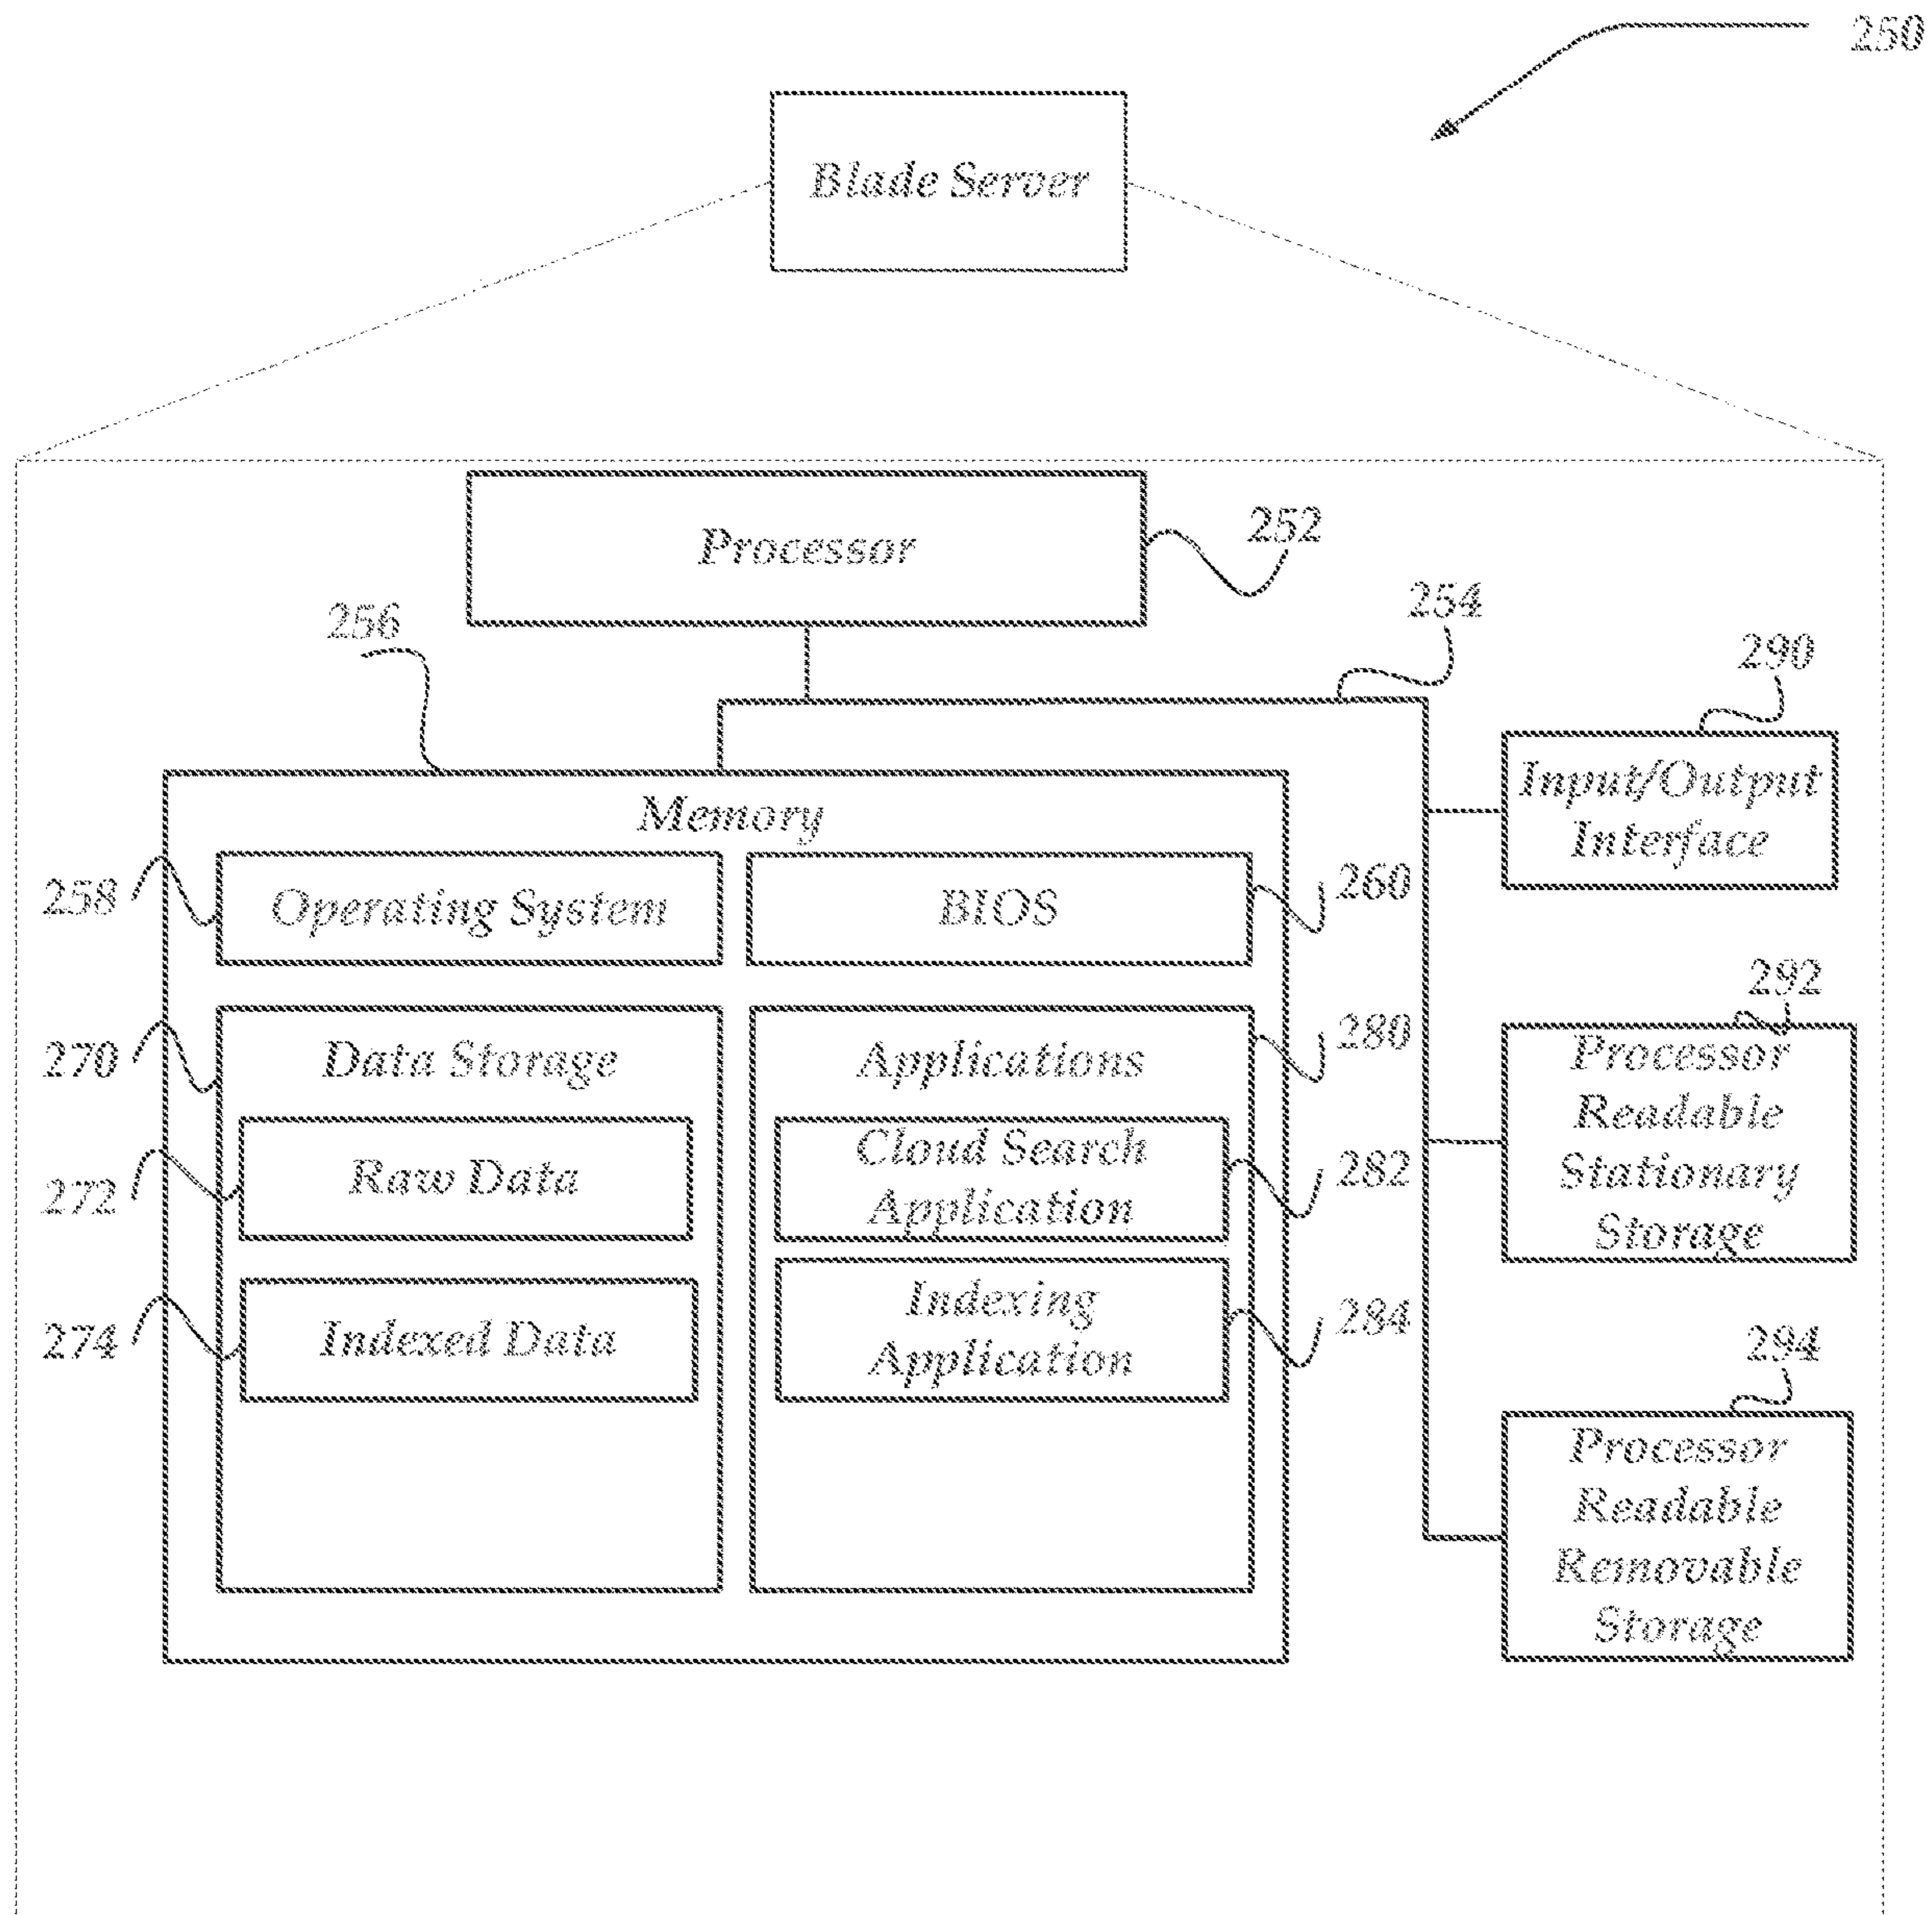 250
Blade Server
Processor
252
254
256
290
Input/Output
Interface
Memory
258
Operating System
BIOS
260
292
Processor
Readable
Stationary
Storage
270
Data Storage
Applications
280
272
Raw Data
Cloud Search
Application
282
274
Indexed Data
Indexing
Application
284
294
Processor
Readable
Removable
Storage